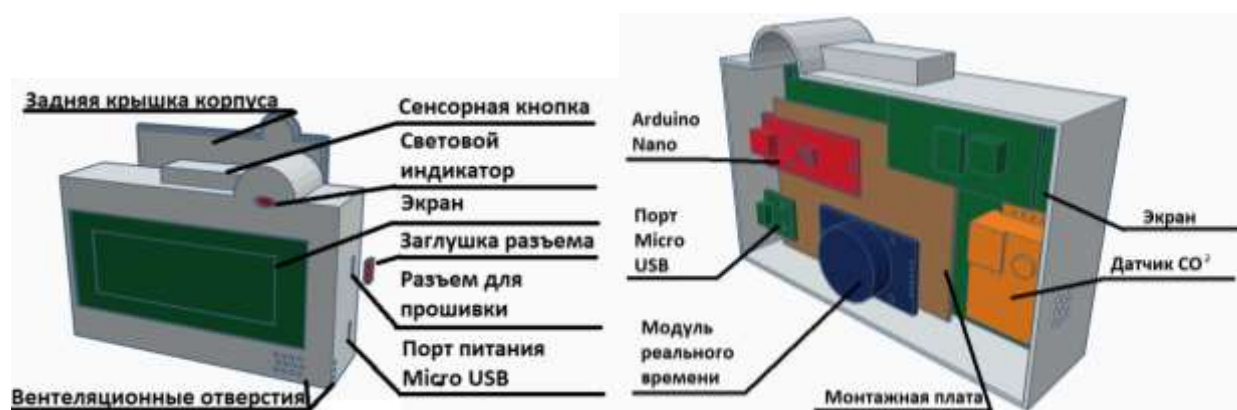 Задняя крышка корпуса
Сенсорная кнопка
Световой
индикатор
Экран
Заглушка разъема
Разъем для
прошивки
Порт питания
Micro USB
Вентеляционные отверстия
Arduino
Nano
Порт
Micro
USB
Модуль
реального
времени
Экран
Датчик CO²
Монтажная плата